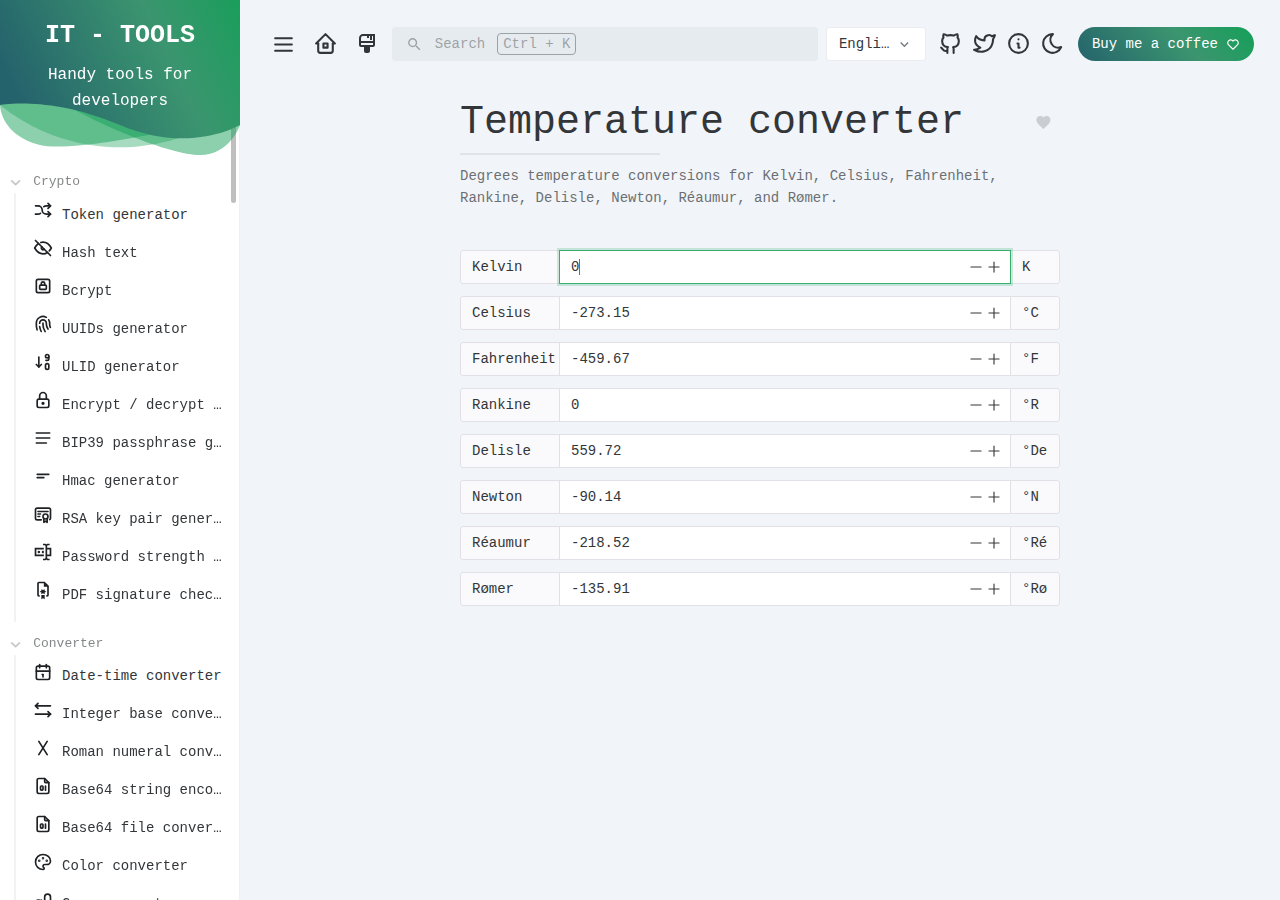 IT - TOOLS
Handy tools for
developers
Crypto
Token generator
Hash text
Bcrypt
UUIDs generator
ULID generator
Encrypt / decrypt …
BIP39 passphrase g…
Hmac generator
RSA key pair gener…
Password strength …
PDF signature chec…
Converter
Date-time converter
Integer base conve…
Roman numeral conv…
Base64 string enco…
Base64 file conver…
Color converter
Search Ctrl + K
Engli…
Buy me a coffee
Temperature converter
Degrees temperature conversions for Kelvin, Celsius, Fahrenheit,
Rankine, Delisle, Newton, Réaumur, and Rømer.
Kelvin 0 K
Celsius -273.15 °C
Fahrenheit -459.67 °F
Rankine 0 °R
Delisle 559.72 °De
Newton -90.14 °N
Réaumur -218.52 °Ré
Rømer -135.91 °Rø